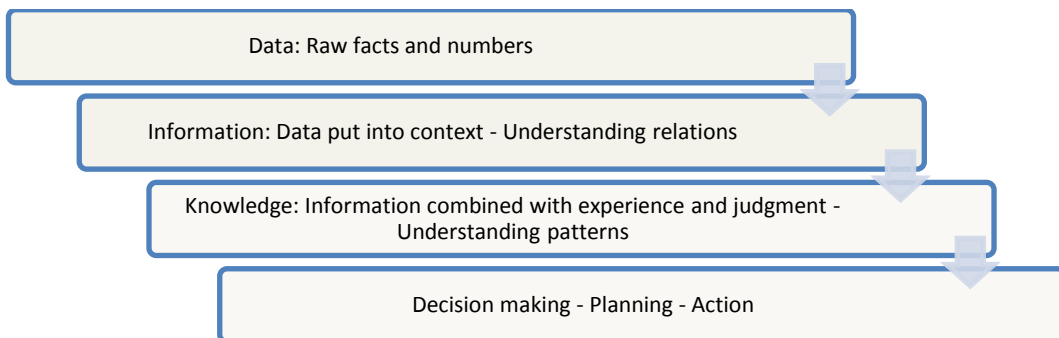 Data: Raw facts and numbers
Information: Data put into context - Understanding relations
Knowledge: Information combined with experience and judgment -
Understanding patterns
Decision making - Planning - Action